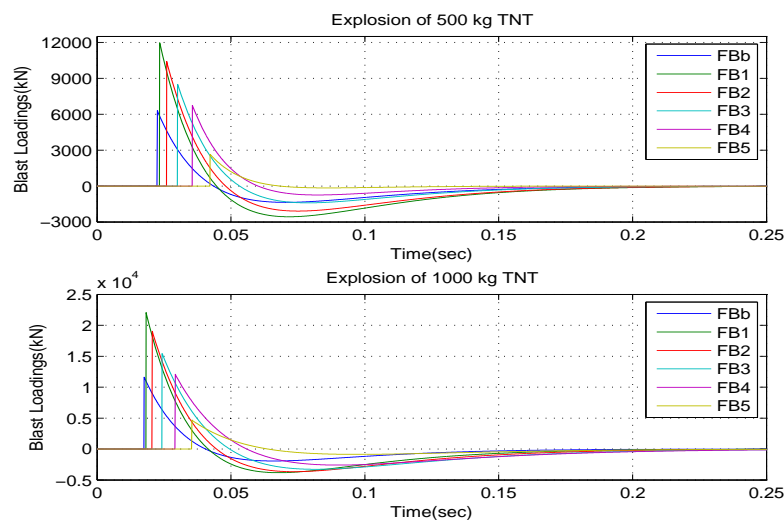 Explosion of 500 kg TNT
Blast Loadings(kN)
12000
9000
6000
3000
0
−3000
0
0.05
0.1
0.15
0.2
0.25
Time(sec)
FBb
FB1
FB2
FB3
FB4
FB5
Explosion of 1000 kg TNT
x 10^4
Blast Loadings(kN)
2.5
2
1.5
1
0.5
0
−0.5
0
0.05
0.1
0.15
0.2
0.25
Time(sec)
FBb
FB1
FB2
FB3
FB4
FB5